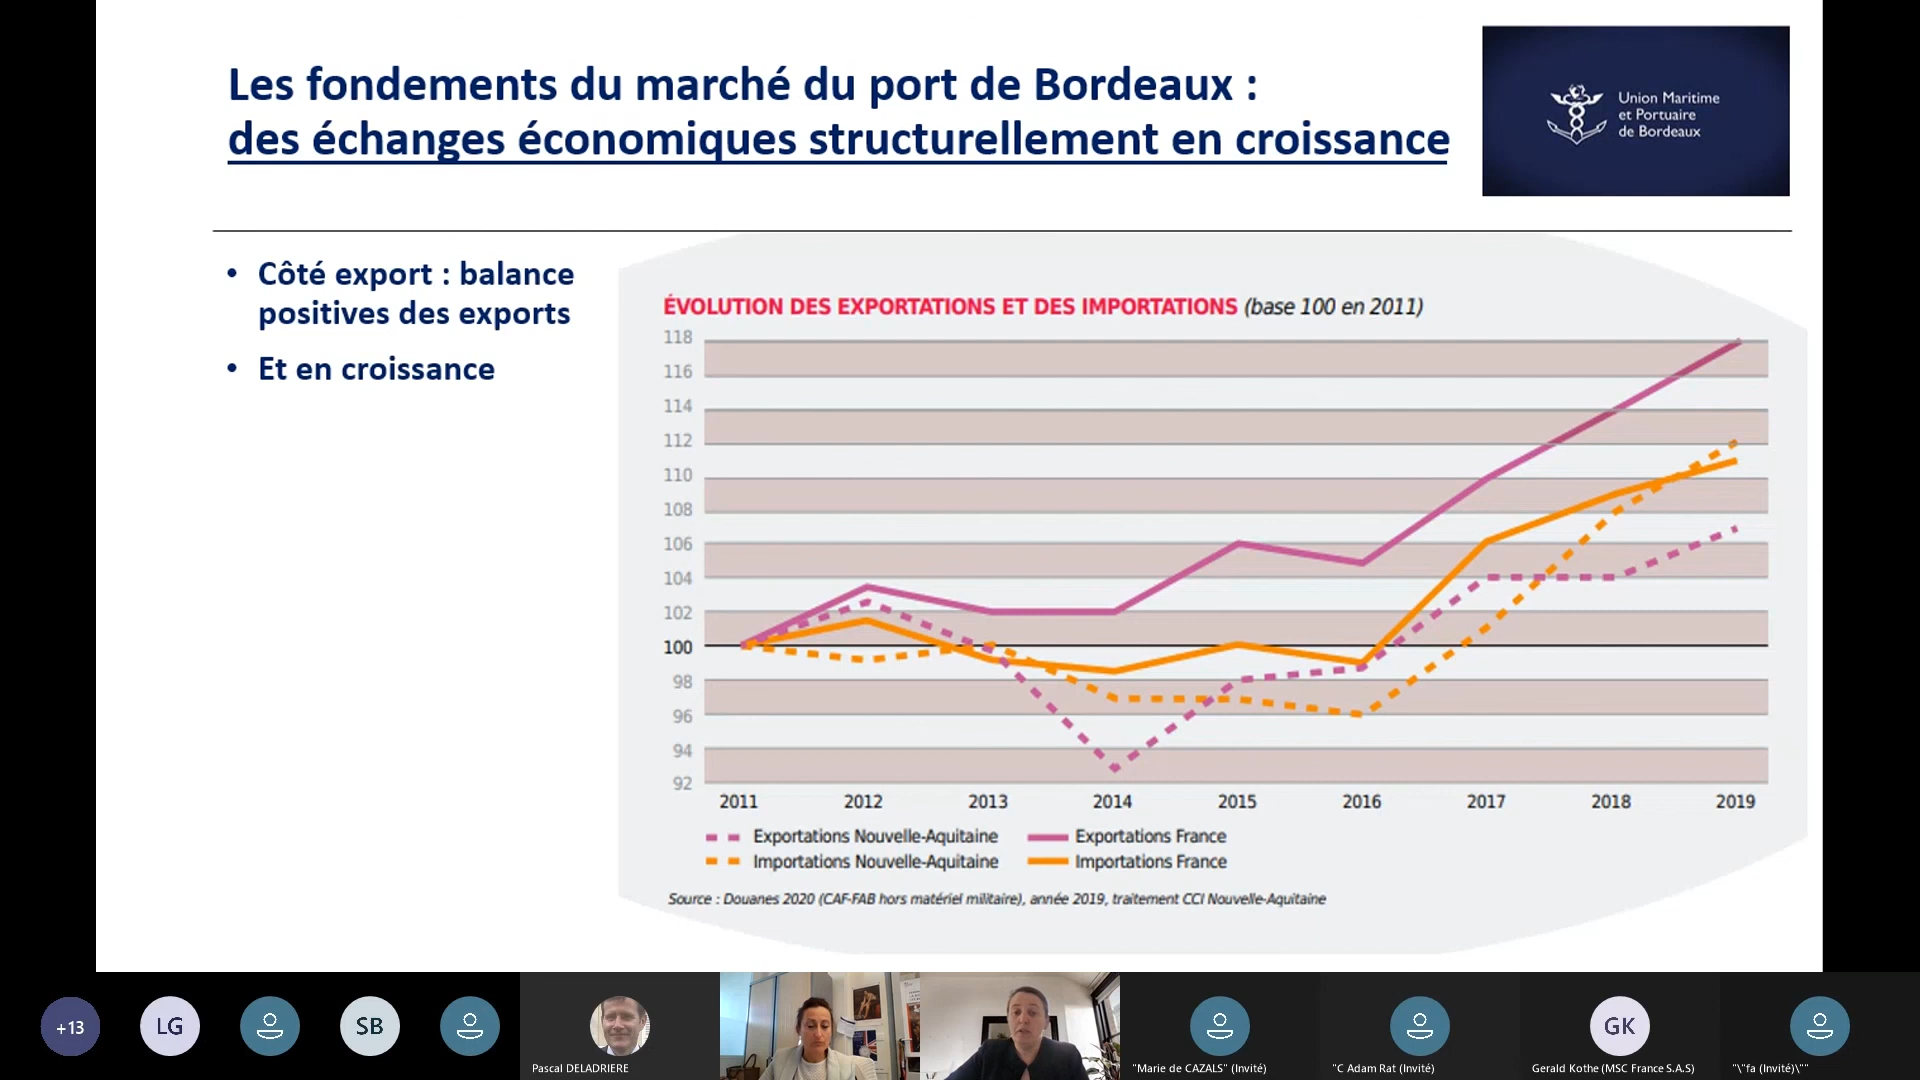 Les fondements du marché du port de Bordeaux :
des échanges économiques structurellement en croissance
Union Maritime
et Portuaire
de Bordeaux
• Côté export : balance
positives des exports
• Et en croissance
ÉVOLUTION DES EXPORTATIONS ET DES IMPORTATIONS (base 100 en 2011)
118
116
114
112
110
108
106
104
102
100
98
96
94
92
2011 2012 2013 2014 2015 2016 2017 2018 2019
Exportations Nouvelle-Aquitaine Exportations France
Importations Nouvelle-Aquitaine Importations France
Source : Douanes 2020 (CAF-FAB hors matériel militaire), année 2019, traitement CCI Nouvelle-Aquitaine
+13 LG SB GK
Pascal DELADRIERE "Marie de CAZALS" (Invité) "C Adam Rat (Invité) Gerald Kothe (MSC France S.A.S) "\"fa (Invité)\""